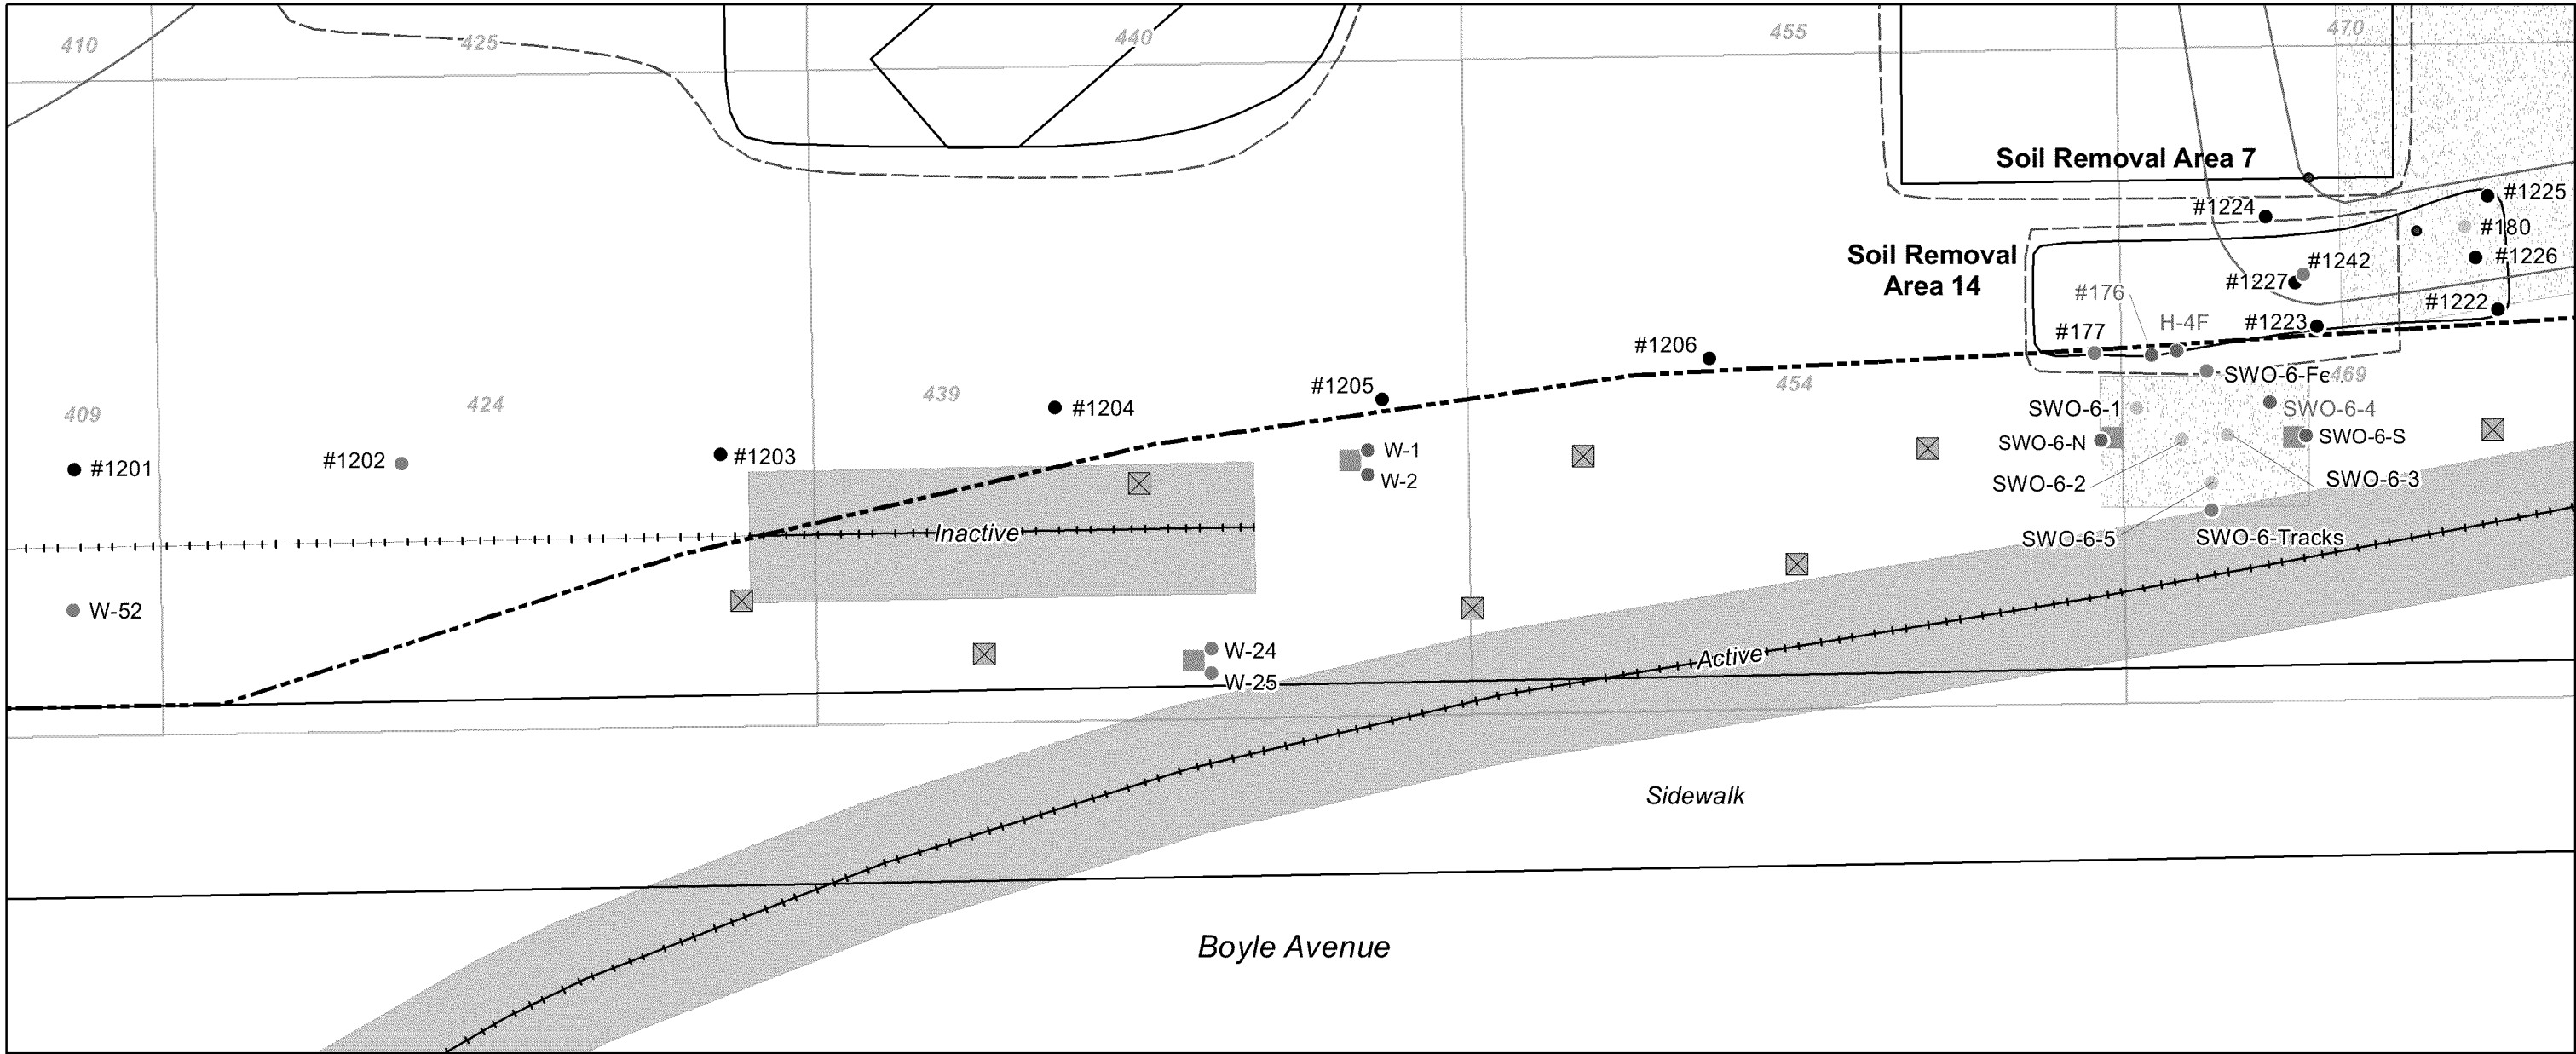 410
425
440
455
470
Soil Removal Area 7
#1225
#1224
#180
Soil Removal
Area 14
#1226
#1242
#1227
#176
#1222
H-4F
#1223
#177
#1206
SWO-6-Fe
469
454
#1205
439
424
409
#1204
SWO-6-1
SWO-6-4
SWO-6-N
SWO-6-S
W-1
#1203
#1202
#1201
W-2
SWO-6-2
SWO-6-3
Inactive
SWO-6-5
SWO-6-Tracks
W-52
W-24
Active
W-25
Sidewalk
Boyle Avenue